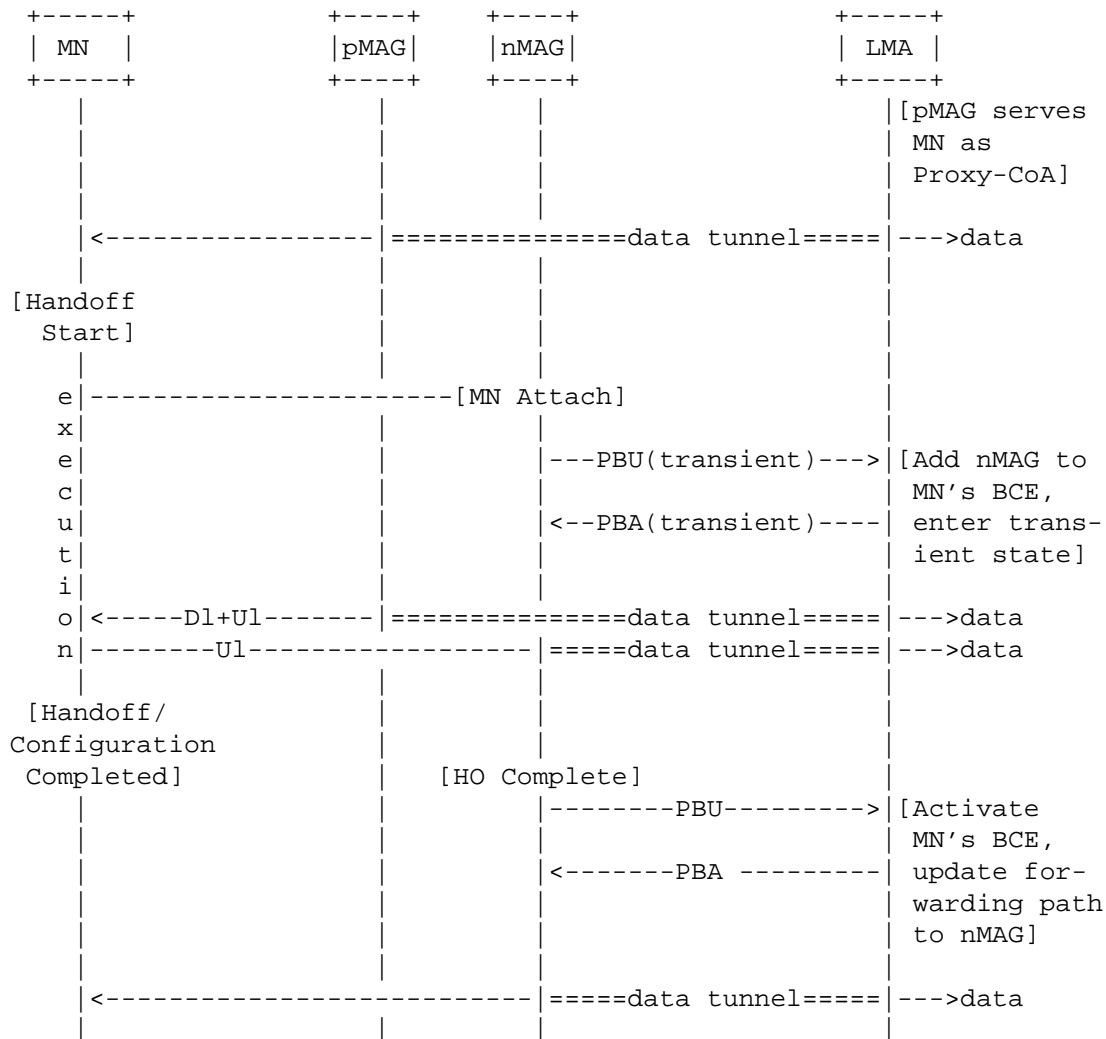 +-----+             +----+    +----+                 +-----+
| MN  |             |pMAG|    |nMAG|                 | LMA |
+-----+             +----+    +----+                 +-----+
|                   |         |                      |[pMAG serves
|                   |         |                      | MN as
|                   |         |                      | Proxy-CoA]
|                   |         |                      |
|<------------------|===============data tunnel=====|--->data
|                   |         |                      |
[Handoff            |         |                      |
Start]              |         |                      |
|                   |         |                      |
e|-----------------------[MN Attach]                |
x|                  |         |                      |
e|                  |         |---PBU(transient)--->|[Add nMAG to
c|                  |         |                      | MN's BCE,
u|                  |         |<--PBA(transient)----| enter trans-
t|                  |         |                      | ient state]
i|                  |         |                      |
o|<-----Dl+Ul-------|===============data tunnel=====|--->data
n|--------Ul------------------|=====data tunnel=====|--->data
|                   |         |                      |
[Handoff/           |         |                      |
Configuration       |         |                      |
Completed]          |   [HO Complete]                |
|                   |         |--------PBU--------->|[Activate
|                   |         |                      | MN's BCE,
|                   |         |<-------PBA ---------| update for-
|                   |         |                      | warding path
|                   |         |                      | to nMAG]
|                   |         |                      |
|<----------------------------|=====data tunnel=====|--->data
|                   |         |                      |